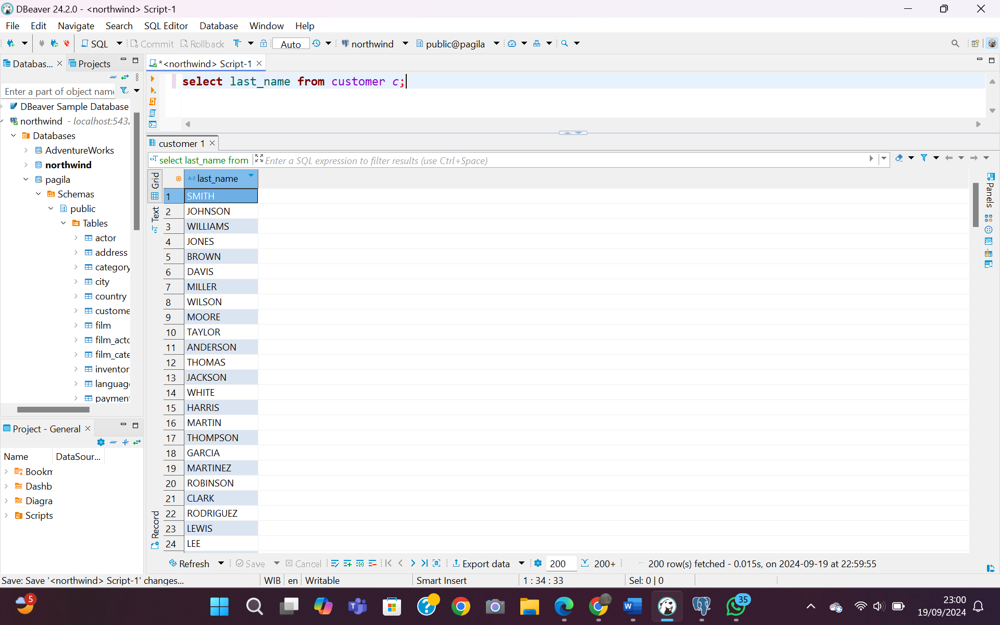 DBeaver 24.2.0 - <northwind> Script-1
File Edit Navigate Search SQL Editor Database Window Help
SQL Commit Rollback Auto northwind public@pagila
Databas... Projects
*<northwind> Script-1
select last_name from customer c;
Enter a part of object name
DBeaver Sample Database
northwind - localhost:543
Databases
AdventureWorks
northwind
pagila
Schemas
public
Tables
actor
address
category
city
country
custome
film
film_acto
film_cate
inventor
languag
paymen
customer 1
select last_name from Enter a SQL expression to filter results (use Ctrl+Space)
Grid
Text
Record
Panels
A-Z last_name
1 SMITH
2 JOHNSON
3 WILLIAMS
4 JONES
5 BROWN
6 DAVIS
7 MILLER
8 WILSON
9 MOORE
10 TAYLOR
11 ANDERSON
12 THOMAS
13 JACKSON
14 WHITE
15 HARRIS
16 MARTIN
17 THOMPSON
18 GARCIA
19 MARTINEZ
20 ROBINSON
21 CLARK
22 RODRIGUEZ
23 LEWIS
24 LEE
Project - General
Name DataSour...
Bookm
Dashb
Diagra
Scripts
Refresh Save Cancel Export data 200 200+ 200 row(s) fetched - 0.015s, on 2024-09-19 at 22:59:55
Save: Save '<northwind> Script-1' changes... WIB en Writable Smart Insert 1 : 34 : 33 Sel: 0 | 0
5
35
23:00
19/09/2024